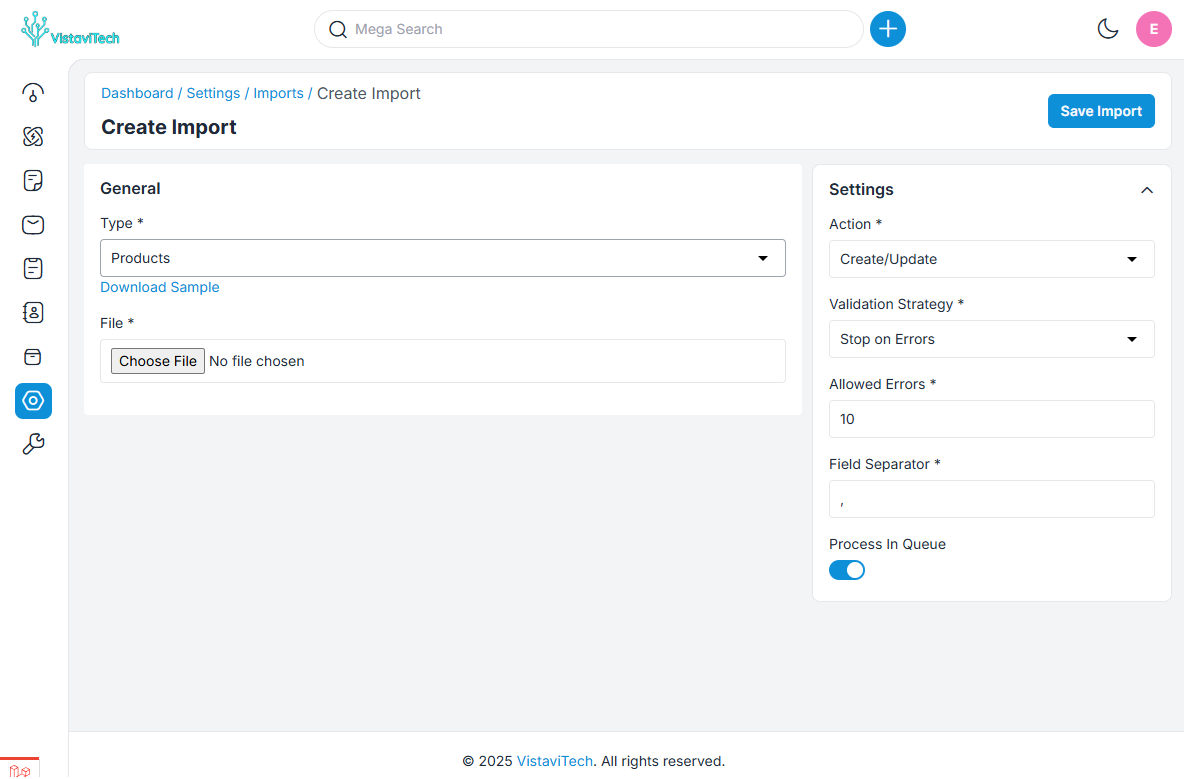 VistaviTech
Mega Search
E
Dashboard / Settings / Imports / Create Import
Create Import
Save Import
General
Type *
Products
Download Sample
File *
Choose File No file chosen
Settings
Action *
Create/Update
Validation Strategy *
Stop on Errors
Allowed Errors *
10
Field Separator *
,
Process In Queue
© 2025 VistaviTech. All rights reserved.